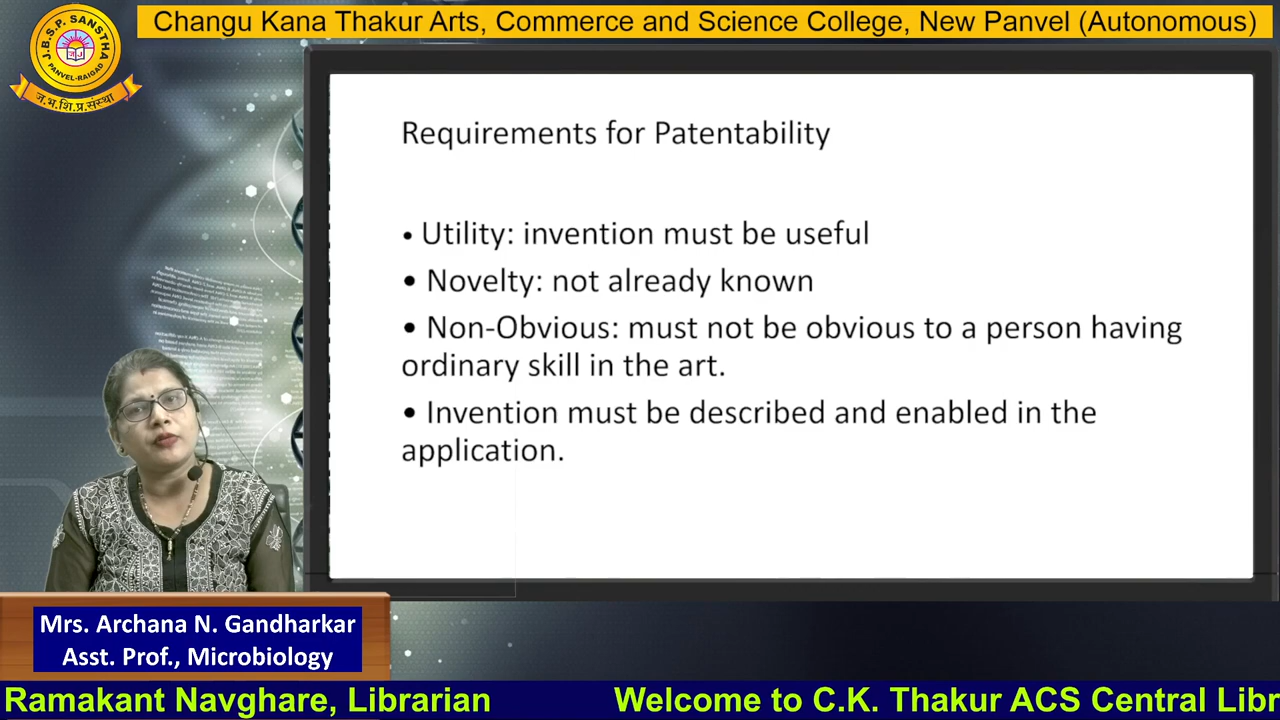 Changu Kana Thakur Arts, Commerce and Science College, New Panvel (Autonomous)
J.B.S.P. SANSTHA
PANVEL-RAIGAD
ज.भ.शि.प्र.संस्था
Requirements for Patentability
• Utility: invention must be useful
• Novelty: not already known
• Non-Obvious: must not be obvious to a person having
ordinary skill in the art.
• Invention must be described and enabled in the
application.
Mrs. Archana N. Gandharkar
Asst. Prof., Microbiology
Ramakant Navghare, Librarian
Welcome to C.K. Thakur ACS Central Libr